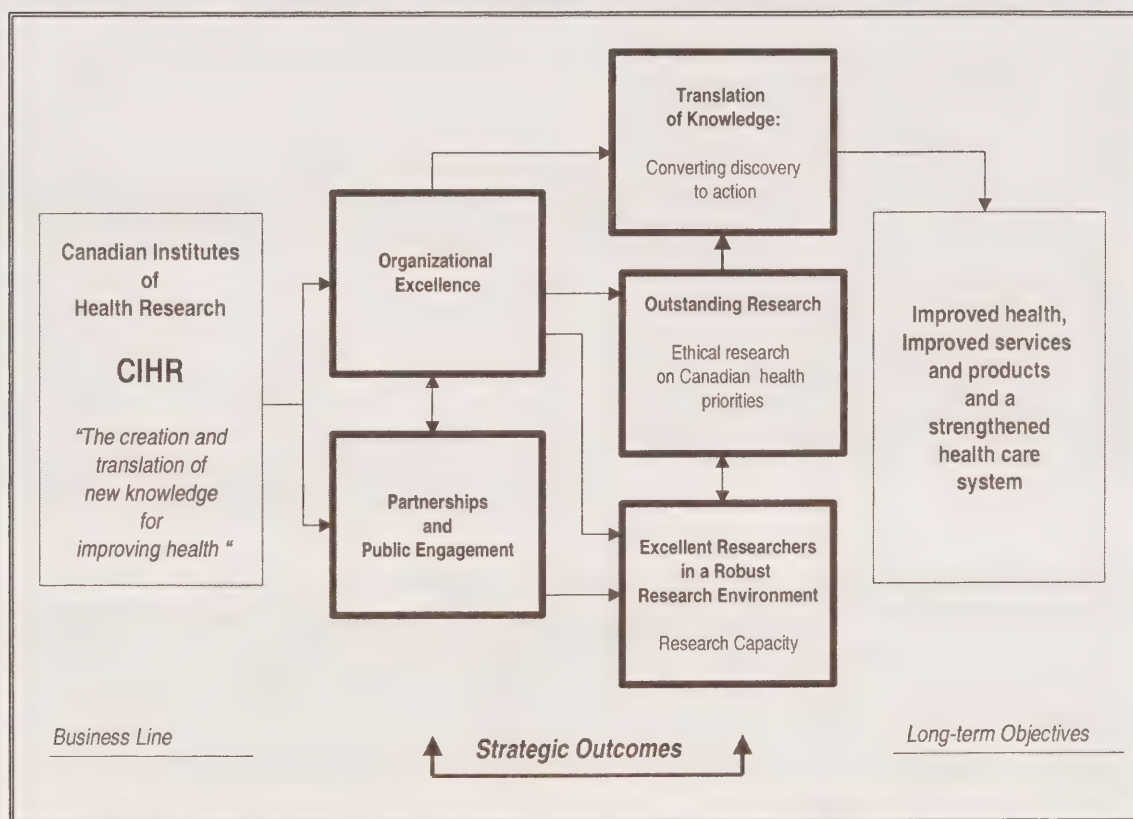 Canadian Institutes
of
Health Research
CIHR
"The creation and
translation of
new knowledge
for
improving health "
Organizational
Excellence
Partnerships
and
Public Engagement
Translation
of Knowledge:
Converting discovery
to action
Outstanding Research
Ethical research
on Canadian health
priorities
Excellent Researchers
in a Robust
Research Environment
Research Capacity
Improved health,
Improved services
and products
and a
strengthened
health care
system
Business Line
Strategic Outcomes
Long-term Objectives